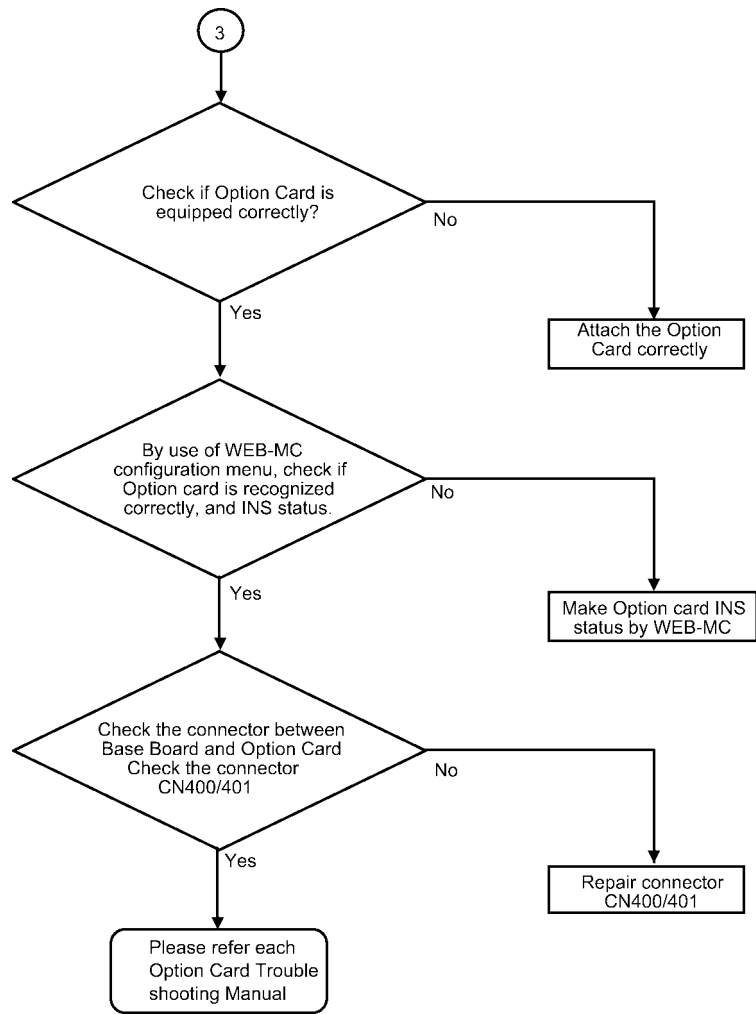 3
Check if Option Card is
equipped correctly?
No
Yes
Attach the Option
Card correctly
By use of WEB-MC
configuration menu, check if
Option card is recognized
correctly, and INS status.
No
Yes
Make Option card INS
status by WEB-MC
Check the connector between
Base Board and Option Card
Check the connector
CN400/401
No
Yes
Repair connector
CN400/401
Please refer each
Option Card Trouble
shooting Manual